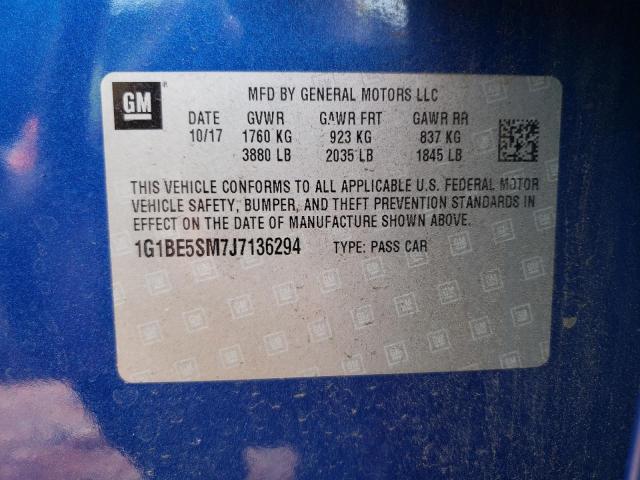 GM
MFD BY GENERAL MOTORS LLC
DATE GVWR GAWR FRT GAWR RR
10/17 1760 KG 923 KG 837 KG
3880 LB 2035 LB 1845 LB
THIS VEHICLE CONFORMS TO ALL APPLICABLE U.S. FEDERAL MOTOR
VEHICLE SAFETY, BUMPER, AND THEFT PREVENTION STANDARDS IN
EFFECT ON THE DATE OF MANUFACTURE SHOWN ABOVE.
1G1BE5SM7J7136294 TYPE: PASS CAR